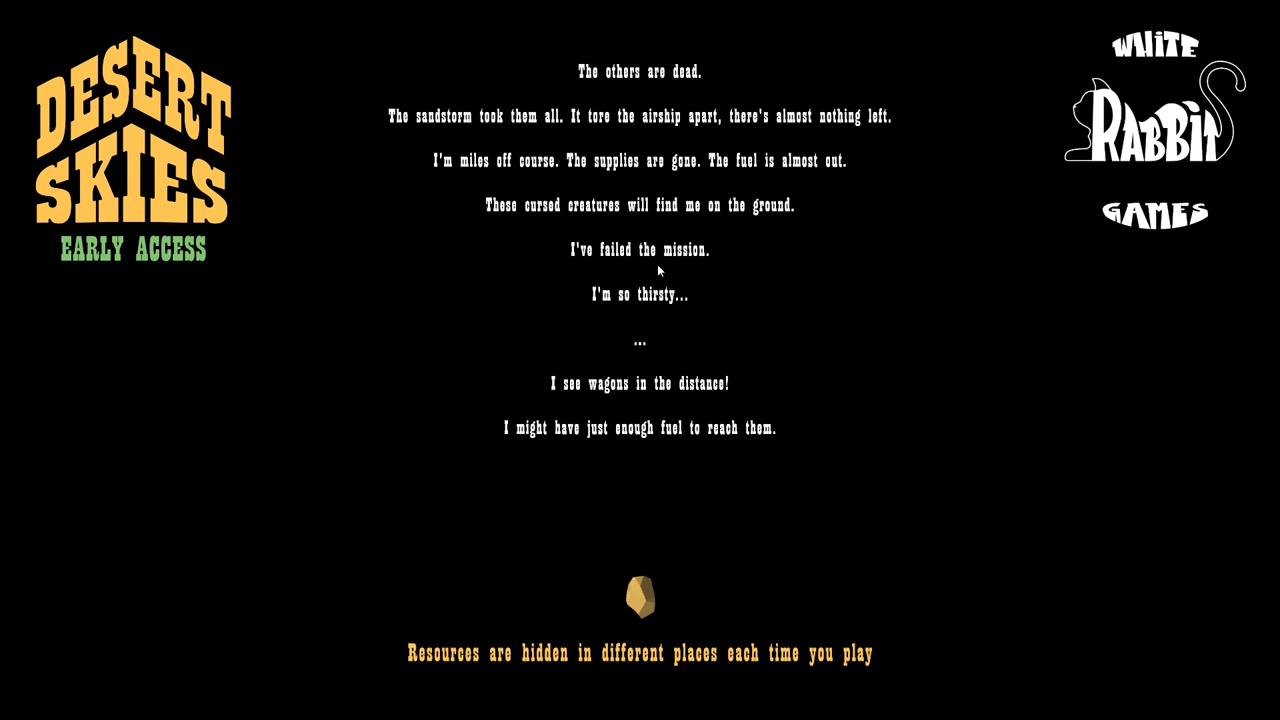 DESERT
SKIES
EARLY ACCESS
The others are dead.
The sandstorm took them all. It tore the airship apart, there's almost nothing left.
I'm miles off course. The supplies are gone. The fuel is almost out.
These cursed creatures will find me on the ground.
I've failed the mission.
I'm so thirsty...
...
I see wagons in the distance!
I might have just enough fuel to reach them.
WHITE
RABBIT
GAMES
Resources are hidden in different places each time you play